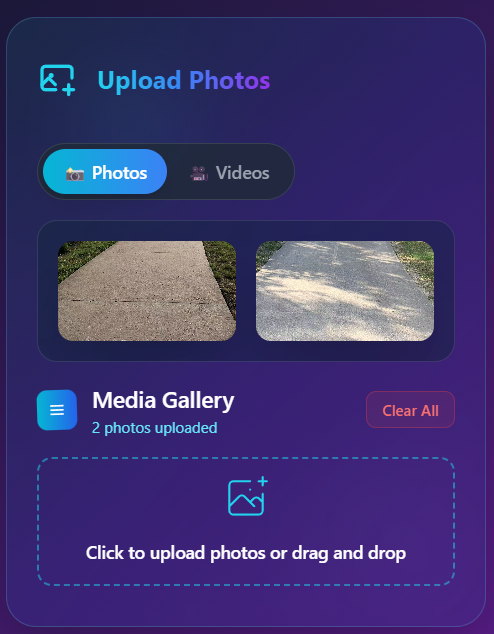 Upload Photos
Photos
Videos
Media Gallery
2 photos uploaded
Clear All
Click to upload photos or drag and drop